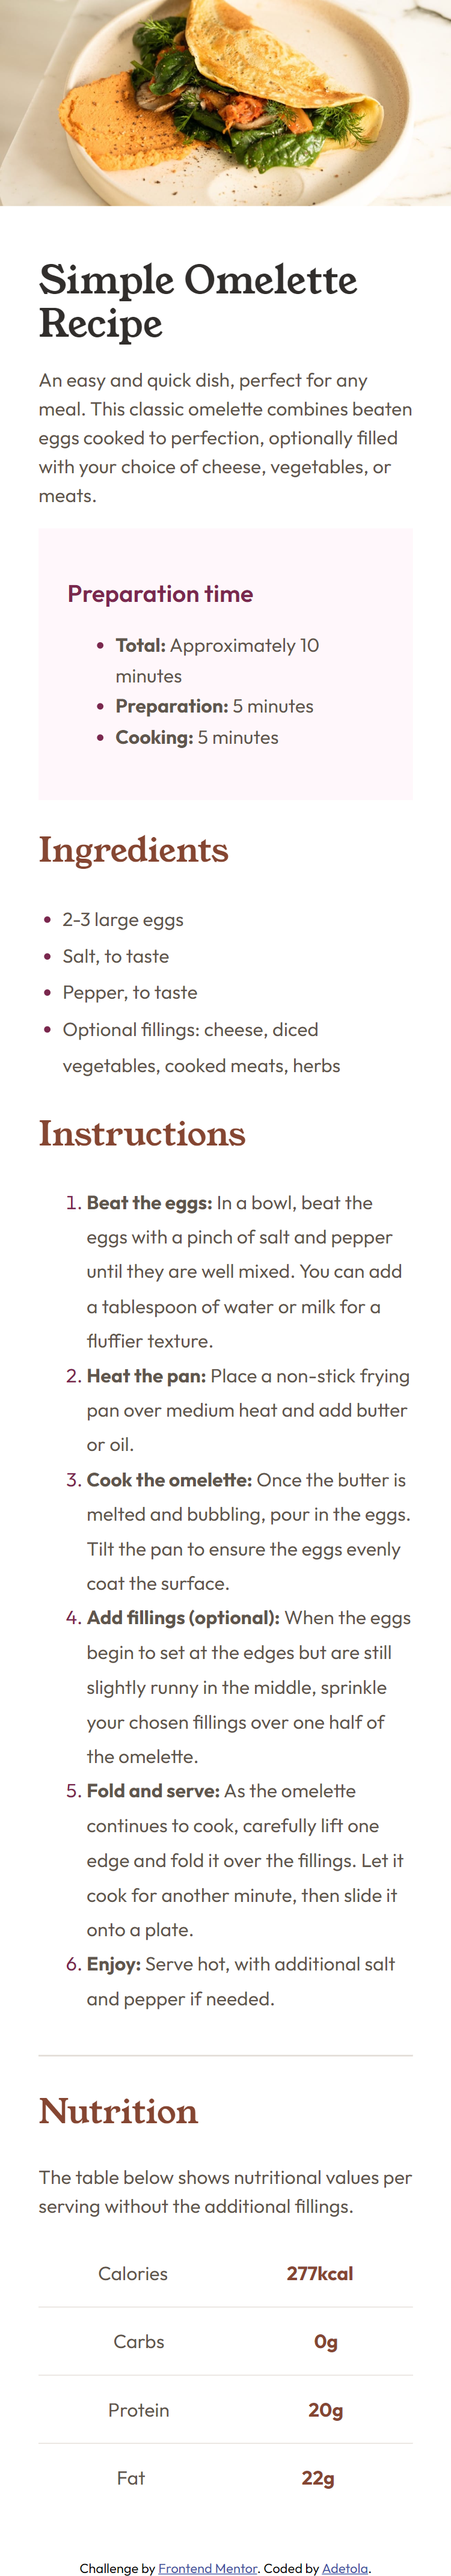 Simple Omelette
Recipe
An easy and quick dish, perfect for any
meal. This classic omelette combines beaten
eggs cooked to perfection, optionally filled
with your choice of cheese, vegetables, or
meats.
Preparation time
• Total: Approximately 10
minutes
• Preparation: 5 minutes
• Cooking: 5 minutes
Ingredients
• 2-3 large eggs
• Salt, to taste
• Pepper, to taste
• Optional fillings: cheese, diced
vegetables, cooked meats, herbs
Instructions
1. Beat the eggs: In a bowl, beat the
eggs with a pinch of salt and pepper
until they are well mixed. You can add
a tablespoon of water or milk for a
fluffier texture.
2. Heat the pan: Place a non-stick frying
pan over medium heat and add butter
or oil.
3. Cook the omelette: Once the butter is
melted and bubbling, pour in the eggs.
Tilt the pan to ensure the eggs evenly
coat the surface.
4. Add fillings (optional): When the eggs
begin to set at the edges but are still
slightly runny in the middle, sprinkle
your chosen fillings over one half of
the omelette.
5. Fold and serve: As the omelette
continues to cook, carefully lift one
edge and fold it over the fillings. Let it
cook for another minute, then slide it
onto a plate.
6. Enjoy: Serve hot, with additional salt
and pepper if needed.
Nutrition
The table below shows nutritional values per
serving without the additional fillings.
Calories 277kcal
Carbs 0g
Protein 20g
Fat 22g
Challenge by Frontend Mentor. Coded by Adetola.